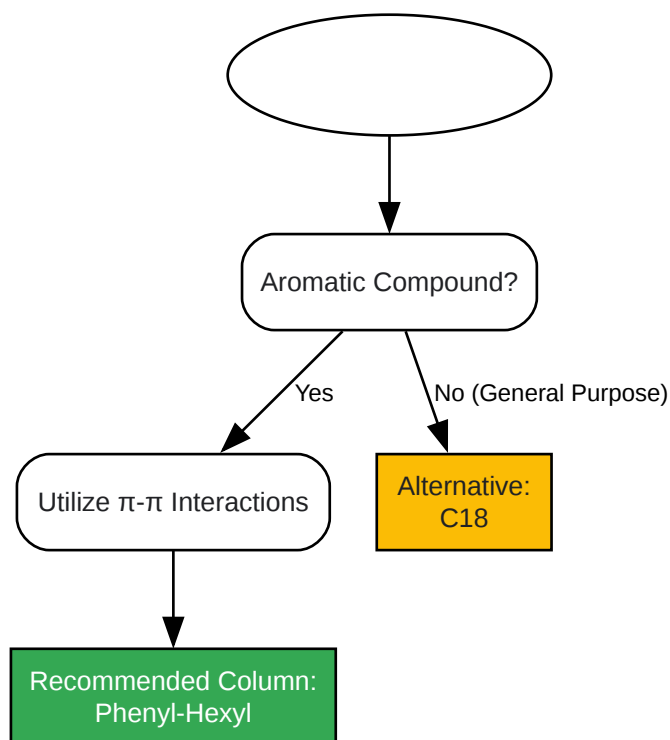 Aromatic Compound?
Yes
No (General Purpose)
Utilize π-π Interactions
Alternative:
C18
Recommended Column:
Phenyl-Hexyl